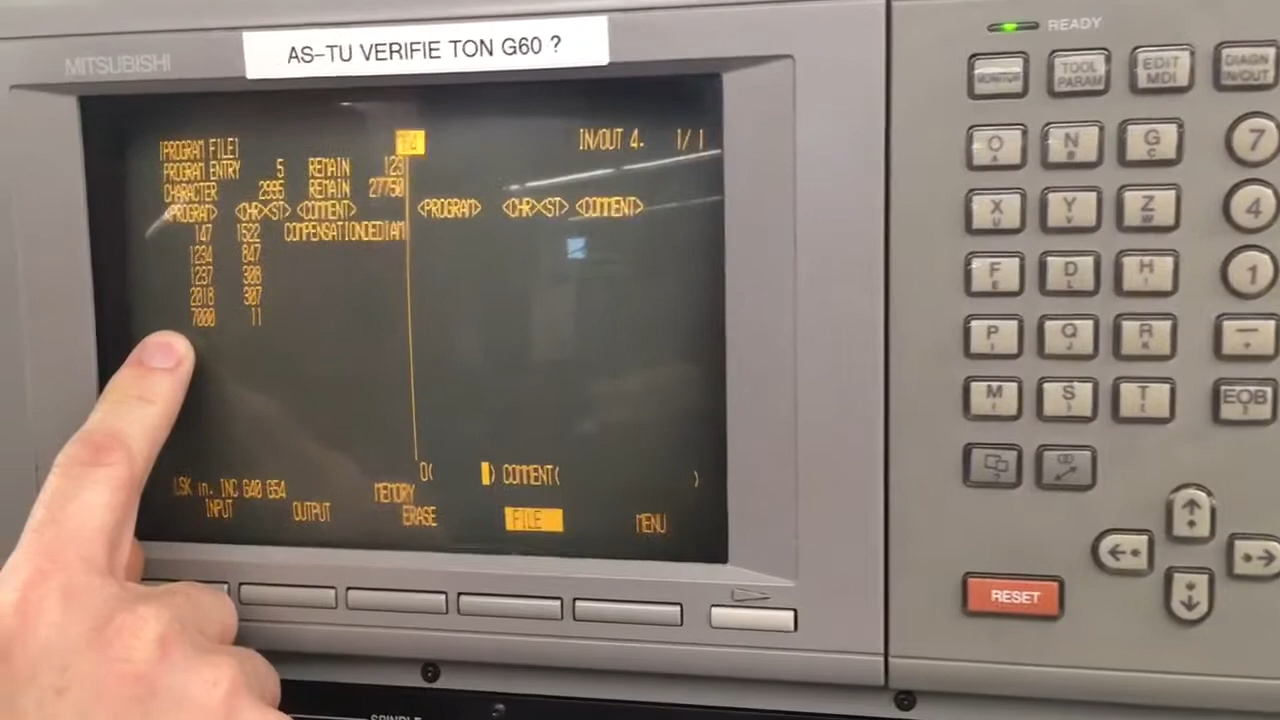 AS-TU VERIFIE TON G60 ?
MITSUBISHI
READY
[PROGRAM FILE]
IN/OUT 4. 1/ 1
PROGRAM ENTRY 5 REMAIN 123
CHARACTER 2995 REMAIN 27750
<PROGRAM> <CHR><ST> <COMMENT> <PROGRAM> <CHR><ST> <COMMENT>
147 1522 COMPENSATIONDEDIAM
1234 847
1237 308
2018 307
7000 11
O( ) COMMENT( )
LSK in. INC G40 G54
MEMORY
INPUT OUTPUT ERASE FILE MENU
MONITOR TOOL PARAM EDIT MDI DIAGN IN/OUT
O A N B G C 7
X U Y V Z W 4
F E D L H ! 1
P I Q J R K - +
M ( S ) T [ EOB ]
RESET
SPINDLE